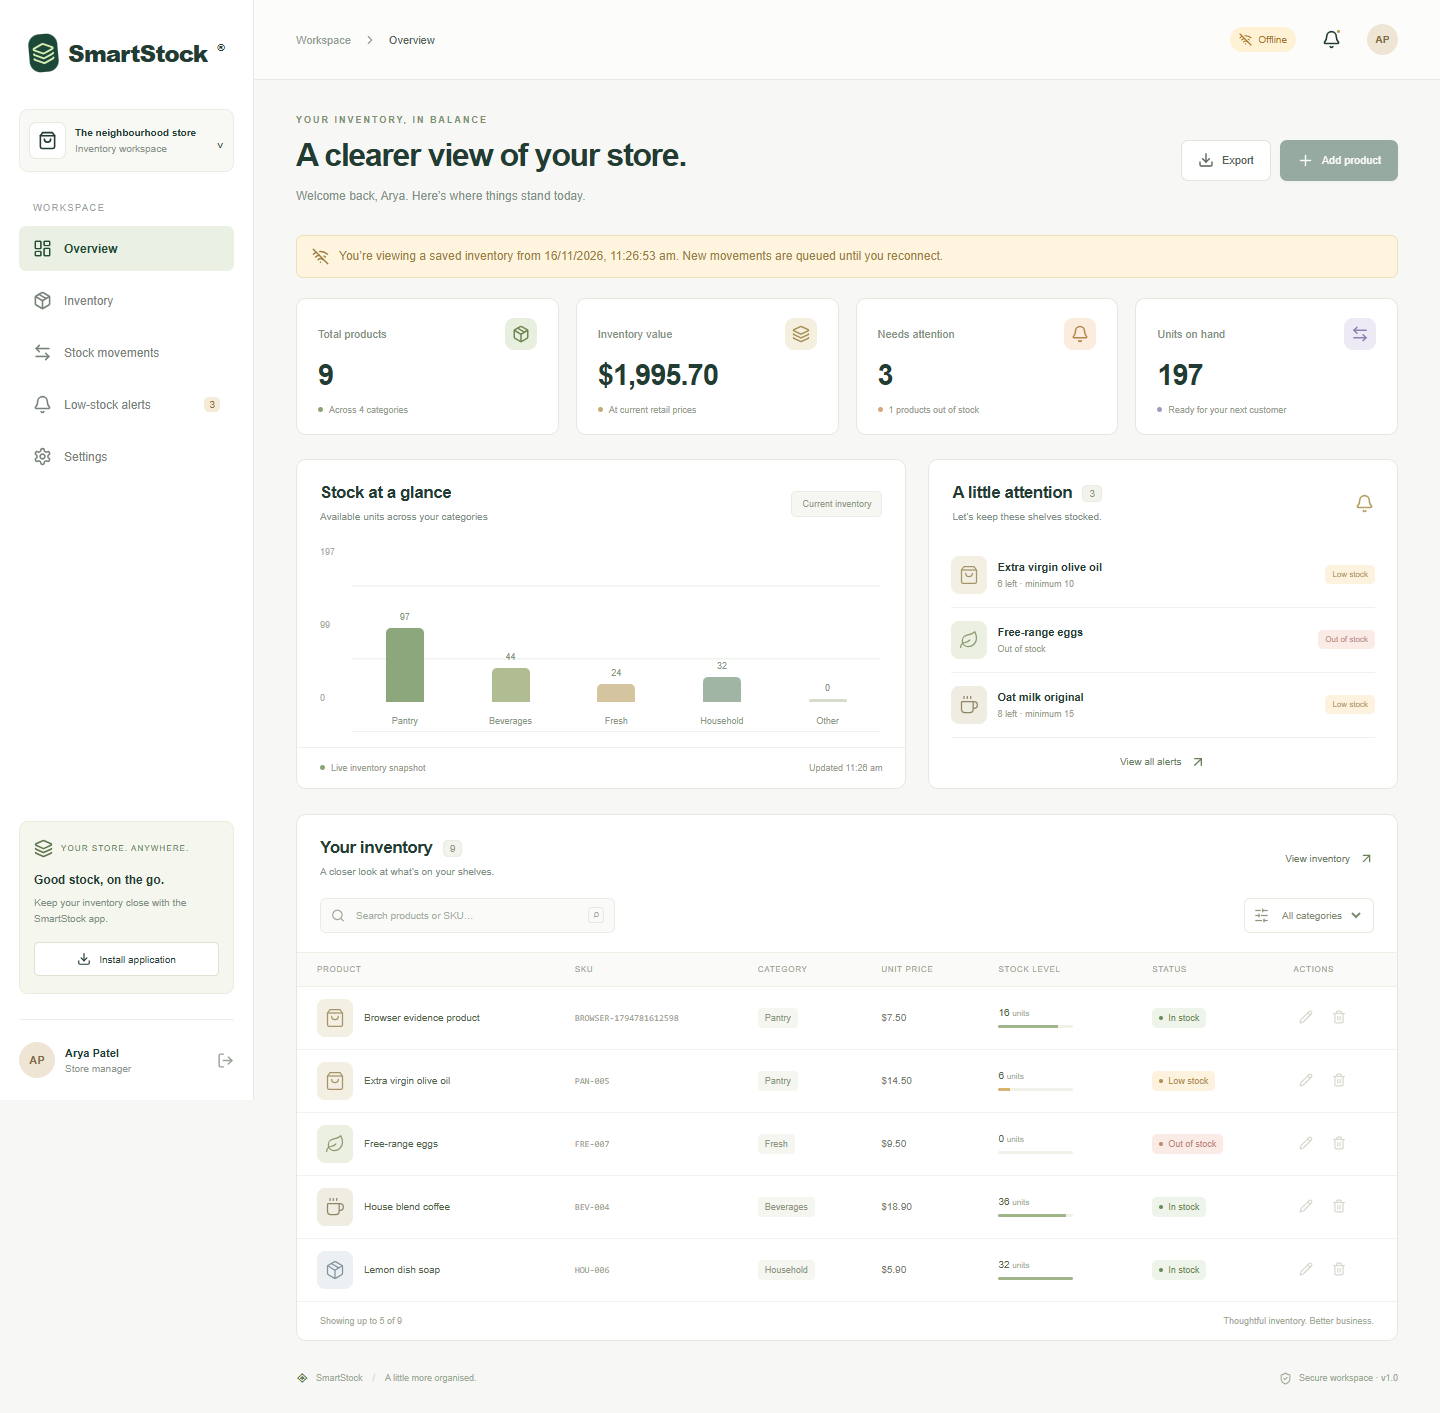 SmartStock ®
The neighbourhood store
Inventory workspace
WORKSPACE
Overview
Inventory
Stock movements
Low-stock alerts 3
Settings
YOUR STORE. ANYWHERE.
Good stock, on the go.
Keep your inventory close with the
SmartStock app.
Install application
AP Arya Patel
Store manager
Workspace > Overview
Offline
AP
YOUR INVENTORY, IN BALANCE
A clearer view of your store.
Welcome back, Arya. Here's where things stand today.
Export
Add product
You're viewing a saved inventory from 16/11/2026, 11:26:53 am. New movements are queued until you reconnect.
Total products
9
Across 4 categories
Inventory value
$1,995.70
At current retail prices
Needs attention
3
1 products out of stock
Units on hand
197
Ready for your next customer
Stock at a glance
Available units across your categories
Current inventory
197
99
0
97
44
24
32
0
Pantry Beverages Fresh Household Other
Live inventory snapshot
Updated 11:26 am
A little attention 3
Let's keep these shelves stocked.
Extra virgin olive oil
6 left · minimum 10
Low stock
Free-range eggs
Out of stock
Out of stock
Oat milk original
8 left · minimum 15
Low stock
View all alerts
Your inventory 9
A closer look at what's on your shelves.
View inventory
Search products or SKU...
All categories
PRODUCT SKU CATEGORY UNIT PRICE STOCK LEVEL STATUS ACTIONS
Browser evidence product BROWSER-1794781612598 Pantry $7.50 16 units In stock
Extra virgin olive oil PAN-005 Pantry $14.50 6 units Low stock
Free-range eggs FRE-007 Fresh $9.50 0 units Out of stock
House blend coffee BEV-004 Beverages $18.90 36 units In stock
Lemon dish soap HOU-006 Household $5.90 32 units In stock
Showing up to 5 of 9
Thoughtful inventory. Better business.
SmartStock / A little more organised.
Secure workspace · v1.0